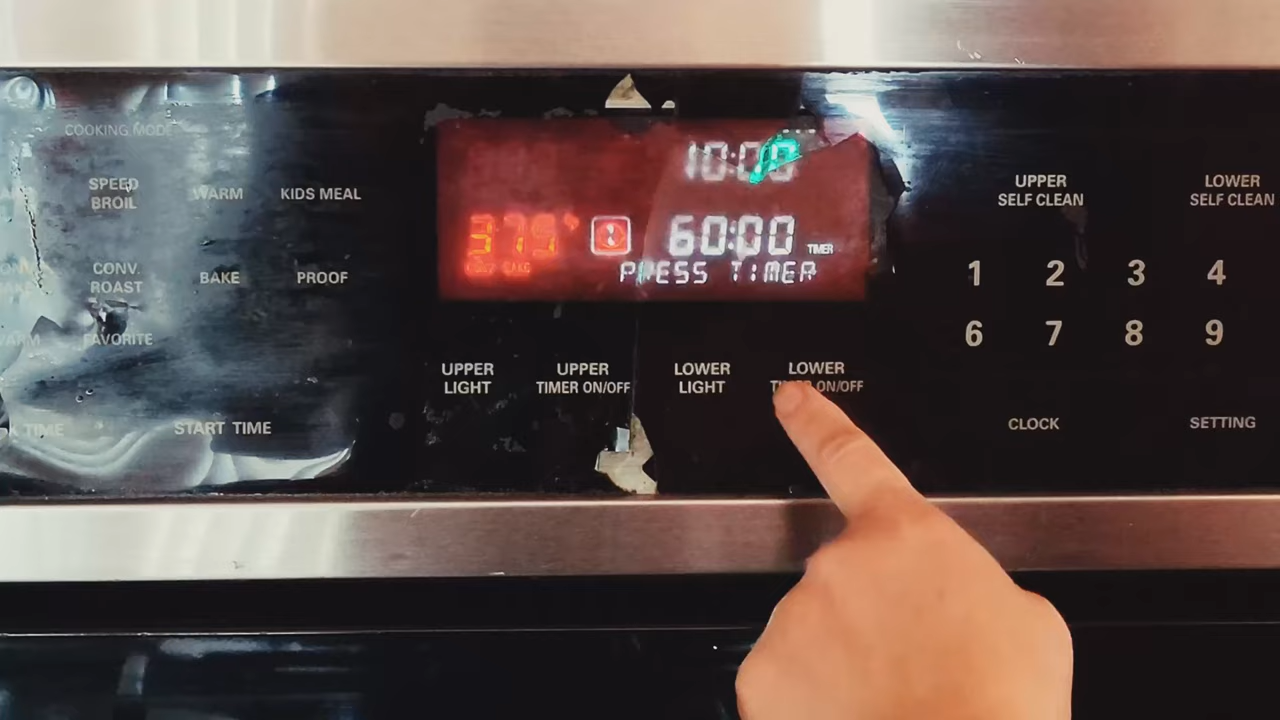 COOKING MODE
SPEED
BROIL
WARM
KIDS MEAL
CONV.
ROAST
BAKE
PROOF
FAVORITE
TIME
START TIME
10:00
375°
60:00 TIMER
PRESS TIMER
UPPER
LIGHT
UPPER
TIMER ON/OFF
LOWER
LIGHT
LOWER
TIMER ON/OFF
UPPER
SELF CLEAN
LOWER
SELF CLEAN
1 2 3 4
6 7 8 9
CLOCK
SETTING